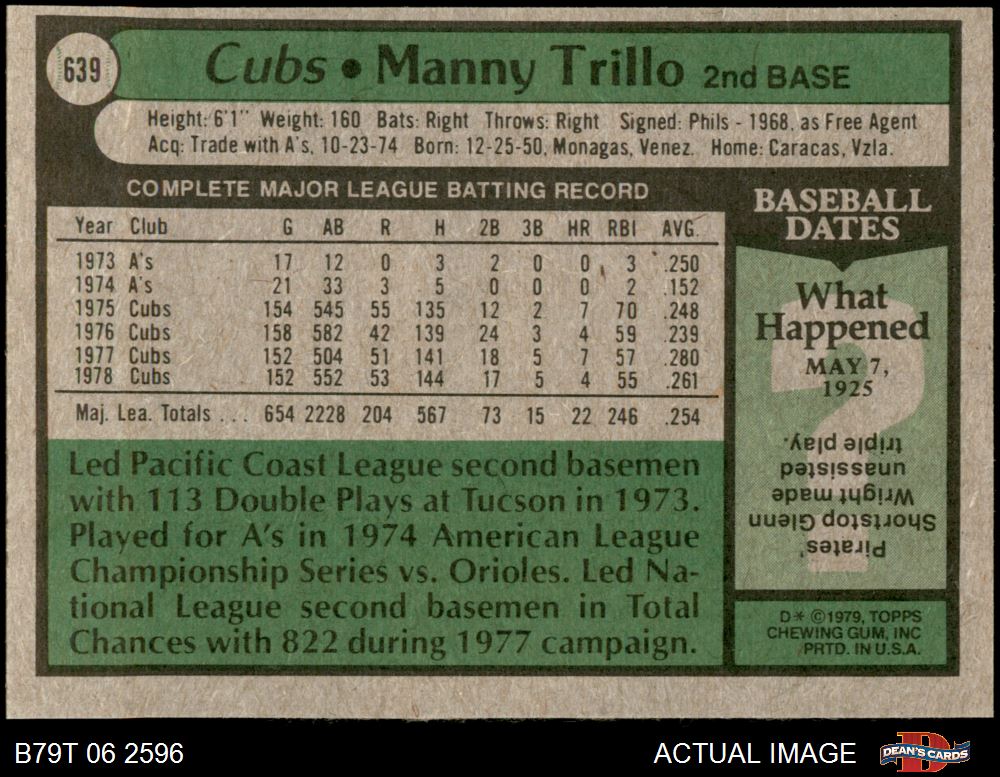 639
Cubs • Manny Trillo 2nd BASE
Height: 6'1" Weight: 160 Bats: Right Throws: Right Signed: Phils - 1968, as Free Agent
Acq: Trade with A's, 10-23-74 Born: 12-25-50, Monagas, Venez. Home: Caracas, Vzla.
COMPLETE MAJOR LEAGUE BATTING RECORD
Year Club G AB R H 2B 3B HR RBI AVG.
1973 A's 17 12 0 3 2 0 0 3 .250
1974 A's 21 33 3 5 0 0 0 2 .152
1975 Cubs 154 545 55 135 12 2 7 70 .248
1976 Cubs 158 582 42 139 24 3 4 59 .239
1977 Cubs 152 504 51 141 18 5 7 57 .280
1978 Cubs 152 552 53 144 17 5 4 55 .261
Maj. Lea. Totals . . . 654 2228 204 567 73 15 22 246 .254
Led Pacific Coast League second basemen
with 113 Double Plays at Tucson in 1973.
Played for A's in 1974 American League
Championship Series vs. Orioles. Led Na-
tional League second basemen in Total
Chances with 822 during 1977 campaign.
BASEBALL
DATES
What
Happened
MAY 7,
1925
?
Pirates'
Shortstop Glenn
Wright made
unassisted
triple play.
D* ©1979, TOPPS
CHEWING GUM, INC
PRTD. IN U.S.A.
B79T 06 2596
ACTUAL IMAGE
D
DEAN'S CARDS